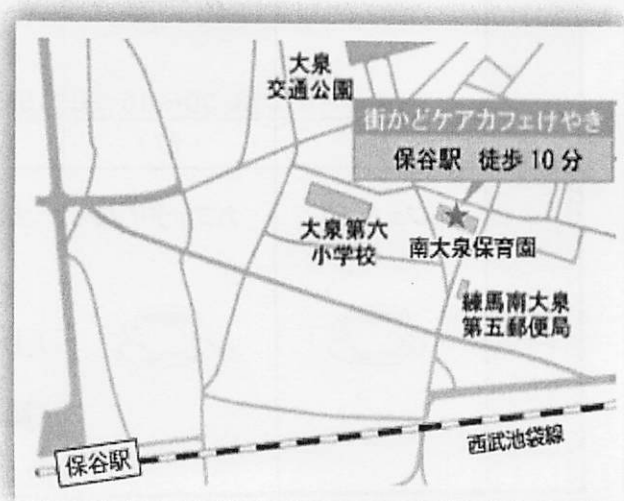 大泉
交通公園
街かどケアカフェけやき
保谷駅 徒歩10分
大泉第六
小学校
南大泉保育園
練馬南大泉
第五郵便局
西武池袋線
保谷駅